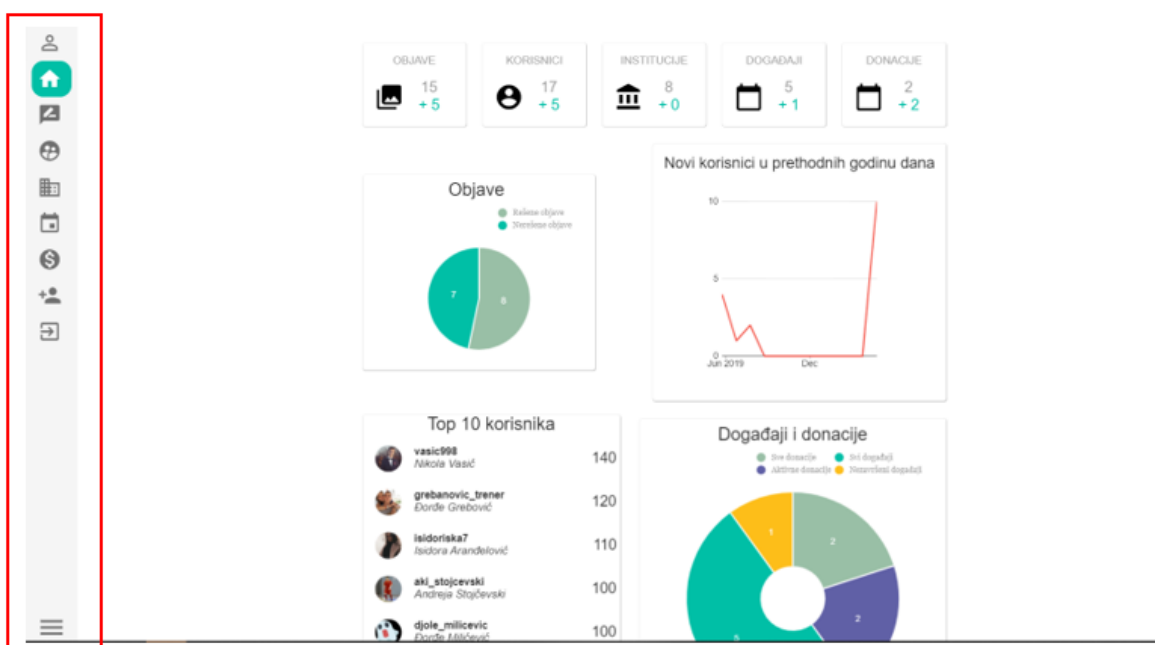 OBJAVE
15
+ 5
KORISNICI
17
+ 5
INSTITUCIJE
8
+ 0
DOGAĐAJI
5
+ 1
DONACIJE
2
+ 2
Objave
Rešene objave
Nerešene objave
7
8
Novi korisnici u prethodnih godinu dana
10
5
0
Jun 2019
Dec
Top 10 korisnika
vasic998
Nikola Vasić
140
grebanovic_trener
Đorđe Grebović
120
isidoriska7
Isidora Aranđelović
110
aki_stojcevski
Andreja Stojčevski
100
djole_milicevic
Đorđe Milićević
100
Događaji i donacije
Sve donacije
Svi događaji
Aktivne donacije
Nezavršeni događaji
1
2
2
5